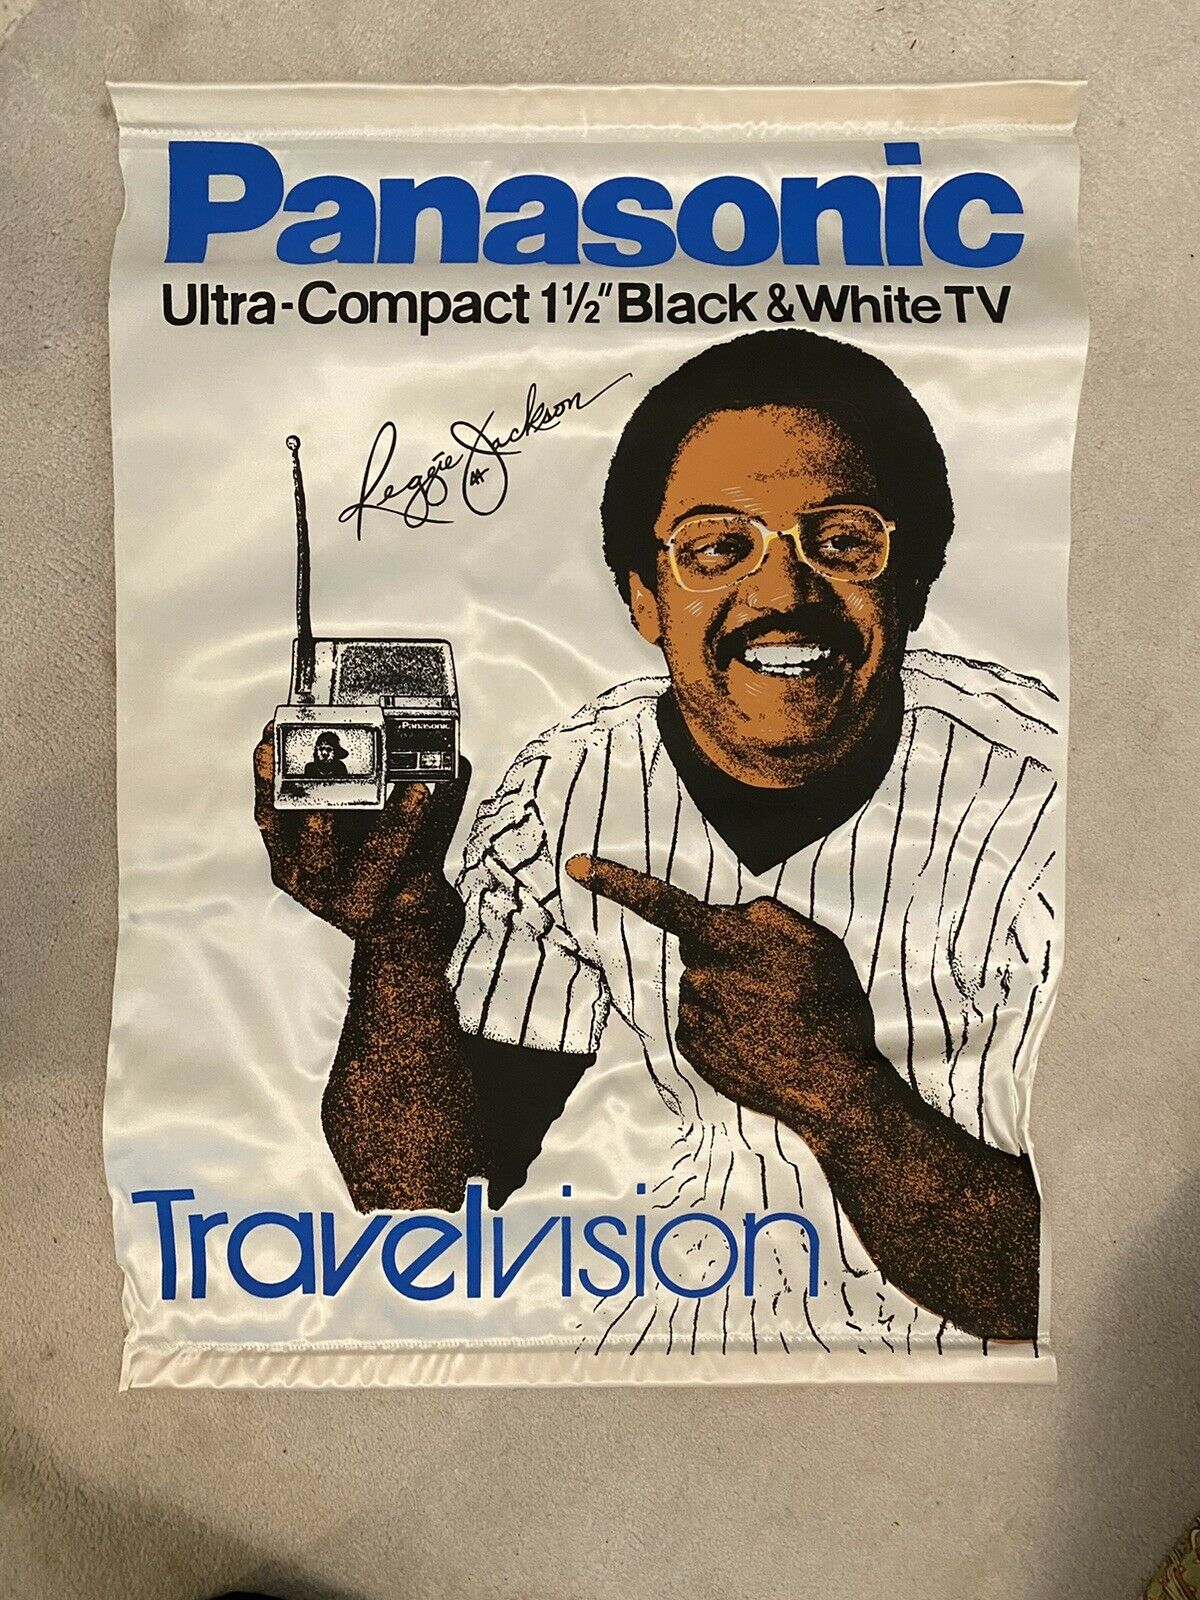 Panasonic
Ultra-Compact 1½" Black & White TV
Reggie Jackson
44
Panasonic
Travelvision